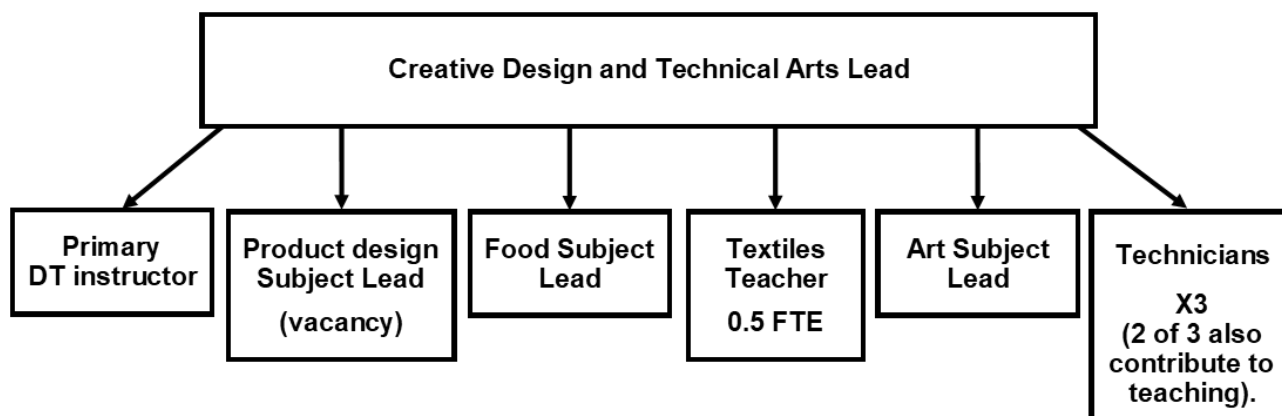 Creative Design and Technical Arts Lead
Primary
DT instructor
Product design
Subject Lead
(vacancy)
Food Subject
Lead
Textiles
Teacher
0.5 FTE
Art Subject
Lead
Technicians
X3
(2 of 3 also
contribute to
teaching).